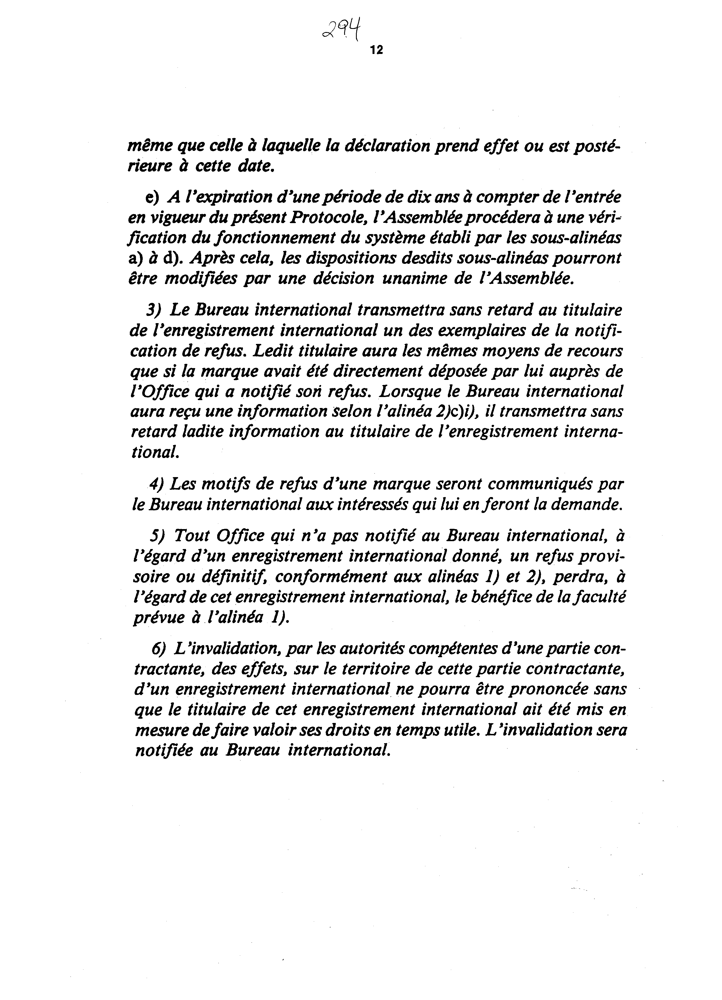 294
12
même que celle à laquelle la déclaration prend effet ou est posté-
rieure à cette date.
e) A l'expiration d'une période de dix ans à compter de l'entrée
en vigueur du présent Protocole, l'Assemblée procédera à une véri-
fication du fonctionnement du système établi par les sous-alinéas
a) à d). Après cela, les dispositions desdits sous-alinéas pourront
être modifiées par une décision unanime de l'Assemblée.
3) Le Bureau international transmettra sans retard au titulaire
de l'enregistrement international un des exemplaires de la notifi-
cation de refus. Ledit titulaire aura les mêmes moyens de recours
que si la marque avait été directement déposée par lui auprès de
l'Office qui a notifié son refus. Lorsque le Bureau international
aura reçu une information selon l'alinéa 2)c)i), il transmettra sans
retard ladite information au titulaire de l'enregistrement interna-
tional.
4) Les motifs de refus d'une marque seront communiqués par
le Bureau international aux intéressés qui lui en feront la demande.
5) Tout Office qui n'a pas notifié au Bureau international, à
l'égard d'un enregistrement international donné, un refus provi-
soire ou définitif, conformément aux alinéas 1) et 2), perdra, à
l'égard de cet enregistrement international, le bénéfice de la faculté
prévue à l'alinéa 1).
6) L'invalidation, par les autorités compétentes d'une partie con-
tractante, des effets, sur le territoire de cette partie contractante,
d'un enregistrement international ne pourra être prononcée sans
que le titulaire de cet enregistrement international ait été mis en
mesure de faire valoir ses droits en temps utile. L'invalidation sera
notifiée au Bureau international.